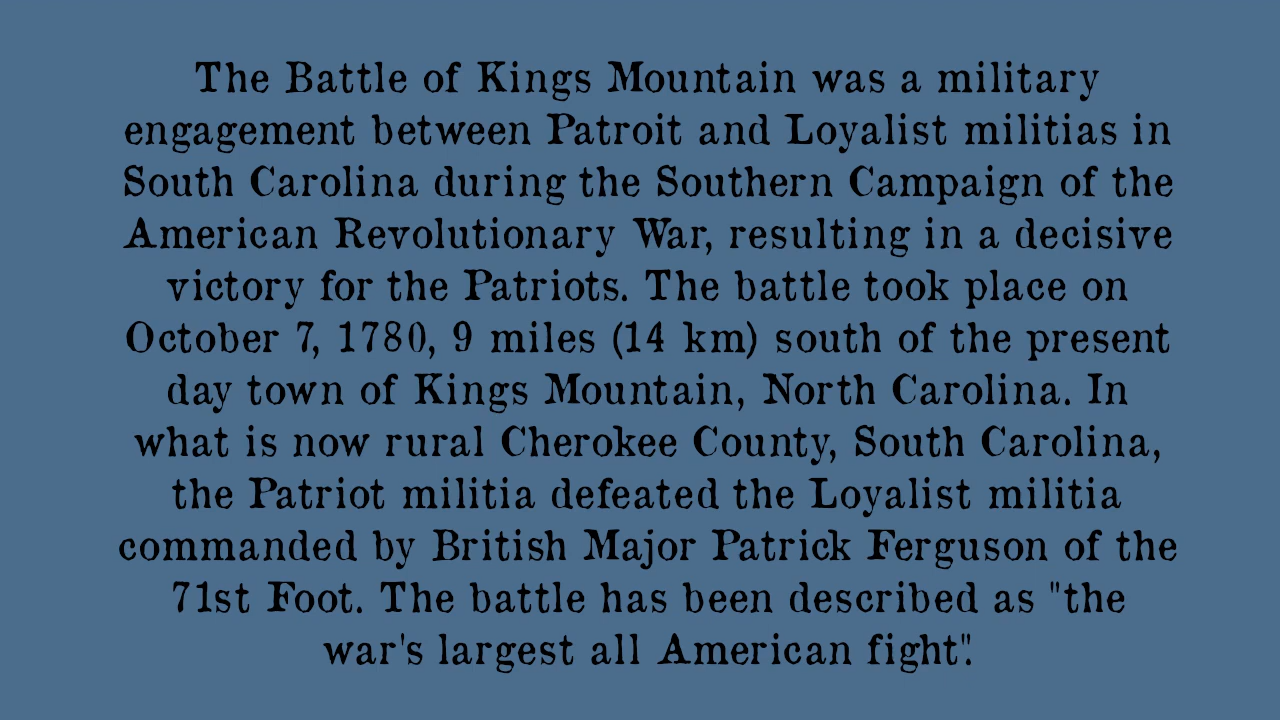 The Battle of Kings Mountain was a military
engagement between Patroit and Loyalist militias in
South Carolina during the Southern Campaign of the
American Revolutionary War, resulting in a decisive
victory for the Patriots. The battle took place on
October 7, 1780, 9 miles (14 km) south of the present
day town of Kings Mountain, North Carolina. In
what is now rural Cherokee County, South Carolina,
the Patriot militia defeated the Loyalist militia
commanded by British Major Patrick Ferguson of the
71st Foot. The battle has been described as "the
war's largest all American fight".